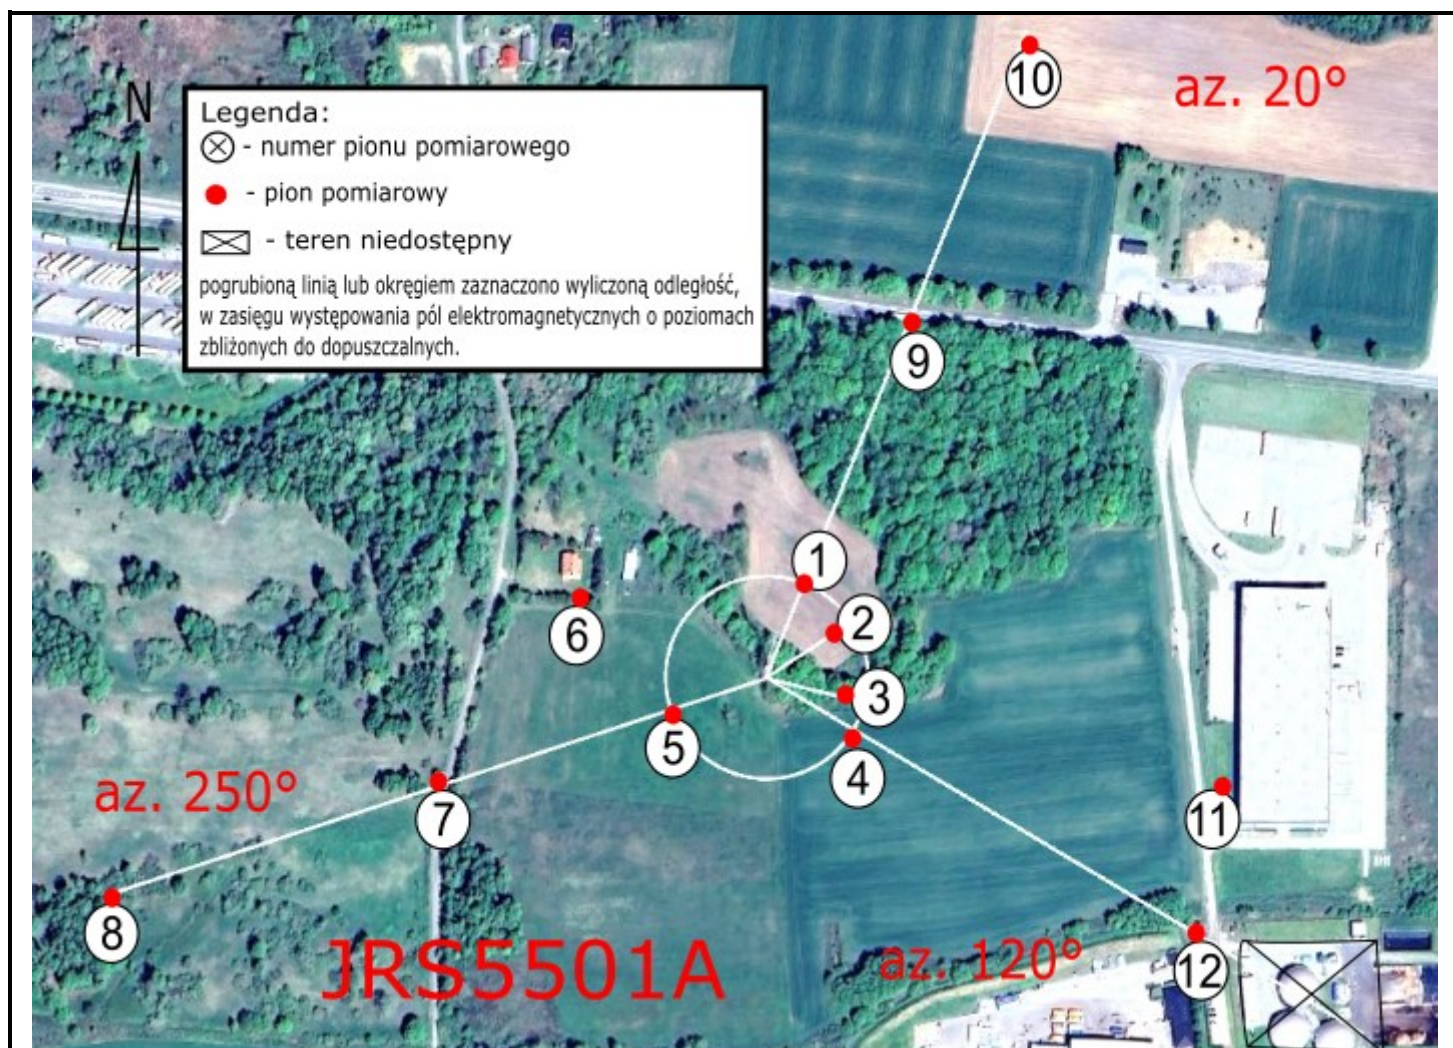 10
az. 20°
N
Legenda:
- numer pionu pomiarowego
- pion pomiarowy
- teren niedostępny
pogrubioną linią lub okręgiem zaznaczono wyliczoną odległość,
w zasięgu występowania pól elektromagnetycznych o poziomach
zbliżonych do dopuszczalnych.
9
1
2
6
3
5
4
az. 250°
7
11
8
JRS5501A
az. 120°
12